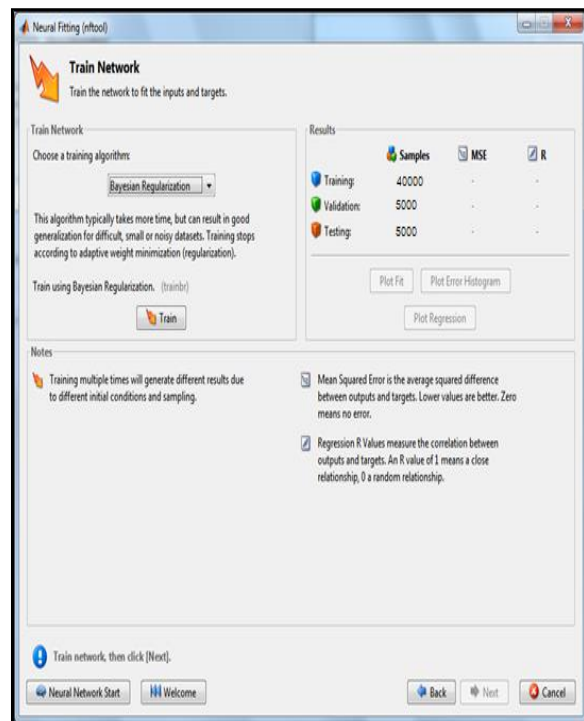 Neural Fitting (nftool)
Train Network
Train the network to fit the inputs and targets.
Train Network
Choose a training algorithm:
Bayesian Regularization
This algorithm typically takes more time, but can result in good
generalization for difficult, small or noisy datasets. Training stops
according to adaptive weight minimization (regularization).
Train using Bayesian Regularization. (trainbr)
Train
Results
Samples MSE R
Training: 40000 - -
Validation: 5000 - -
Testing: 5000 - -
Plot Fit Plot Error Histogram
Plot Regression
Notes
Training multiple times will generate different results due
to different initial conditions and sampling.
Mean Squared Error is the average squared difference
between outputs and targets. Lower values are better. Zero
means no error.
Regression R Values measure the correlation between
outputs and targets. An R value of 1 means a close
relationship, 0 a random relationship.
Train network, then click [Next].
Neural Network Start Welcome Back Next Cancel